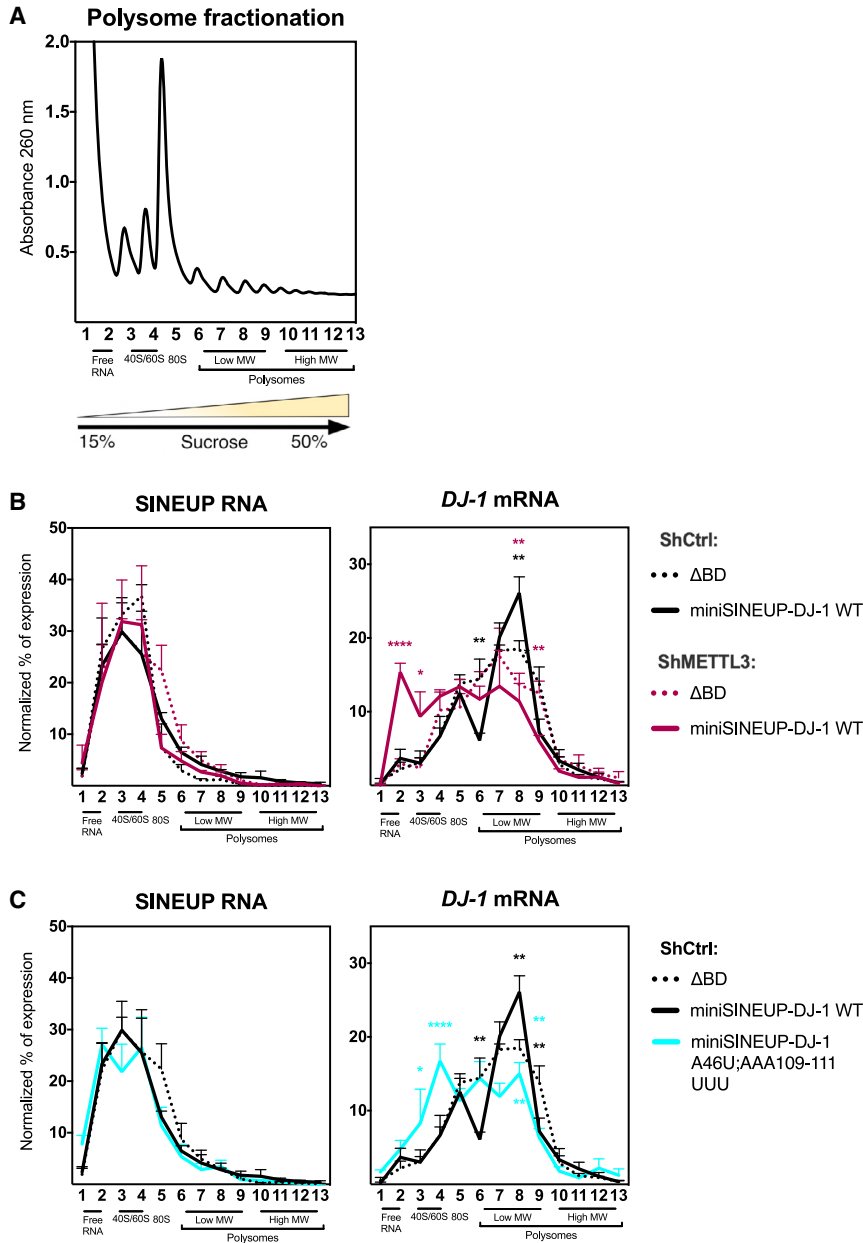 A
Polysome fractionation
Absorbance 260 nm
2.0
1.5
1.0
0.5
1 2 3 4 5 6 7 8 9 10 11 12 13
Free RNA
40S/60S
80S
Low MW
High MW
Polysomes
15%
Sucrose
50%
B
SINEUP RNA
Normalized % of expression
50
40
30
20
10
1 2 3 4 5 6 7 8 9 10 11 12 13
Free RNA
40S/60S
80S
Low MW
High MW
Polysomes
DJ-1 mRNA
30
20
10
****
*
**
**
**
**
1 2 3 4 5 6 7 8 9 10 11 12 13
Free RNA
40S/60S
80S
Low MW
High MW
Polysomes
ShCtrl:
ΔBD
miniSINEUP-DJ-1 WT
ShMETTL3:
ΔBD
miniSINEUP-DJ-1 WT
C
SINEUP RNA
Normalized % of expression
50
40
30
20
10
1 2 3 4 5 6 7 8 9 10 11 12 13
Free RNA
40S/60S
80S
Low MW
High MW
Polysomes
DJ-1 mRNA
30
20
10
*
****
**
**
**
**
**
1 2 3 4 5 6 7 8 9 10 11 12 13
Free RNA
40S/60S
80S
Low MW
High MW
Polysomes
ShCtrl:
ΔBD
miniSINEUP-DJ-1 WT
miniSINEUP-DJ-1
A46U;AAA109-111
UUU